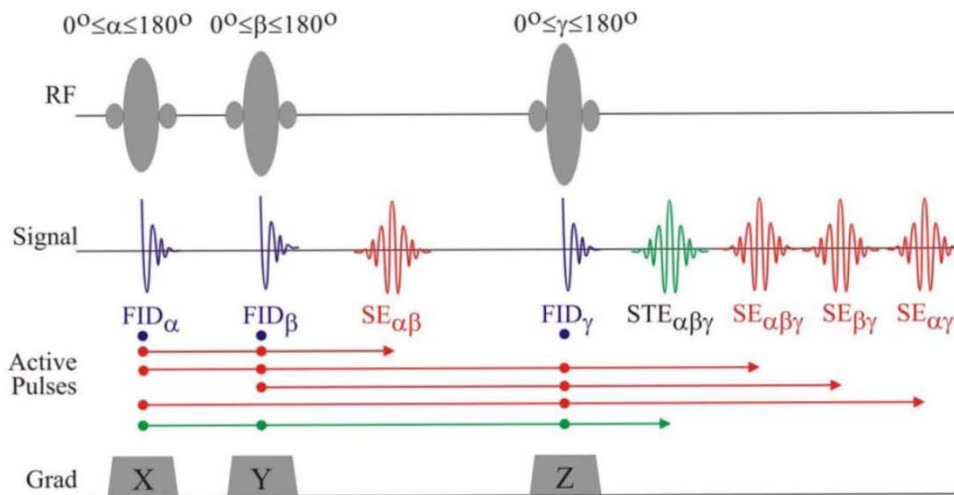 0°≤α≤180° 0°≤β≤180° 0°≤γ≤180°
RF
Signal
FIDα FIDβ SEαβ FIDγ STEαβγ SEαβγ SEβγ SEαγ
Active
Pulses
Grad X Y Z